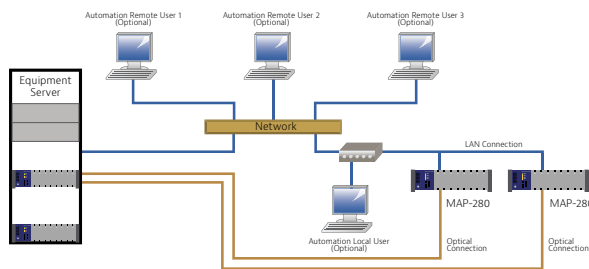 Automation Remote User 1
(Optional)
Automation Remote User 2
(Optional)
Automation Remote User 3
(Optional)
Equipment
Server
Network
LAN Connection
MAP-280
MAP-280
Automation Local User
(Optional)
Optical
Connection
Optical
Connection